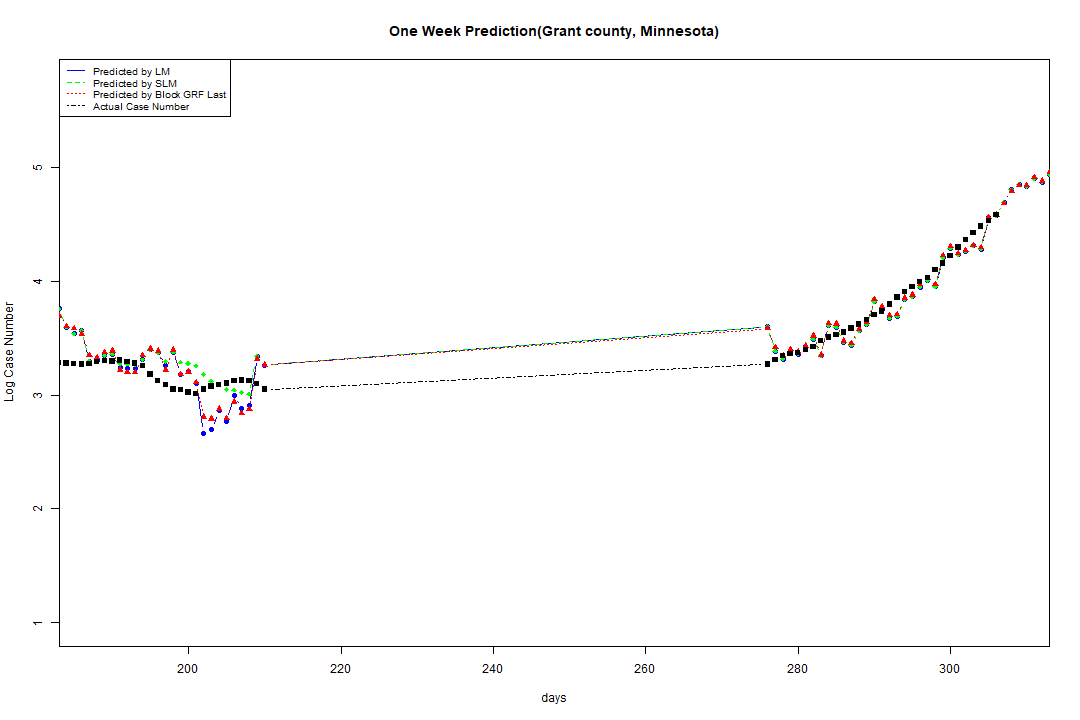 One Week Prediction(Grant county, Minnesota)
Predicted by LM
Predicted by SLM
Predicted by Block GRF Last
Actual Case Number
5
4
3
2
1
Log Case Number
200 220 240 260 280 300
days